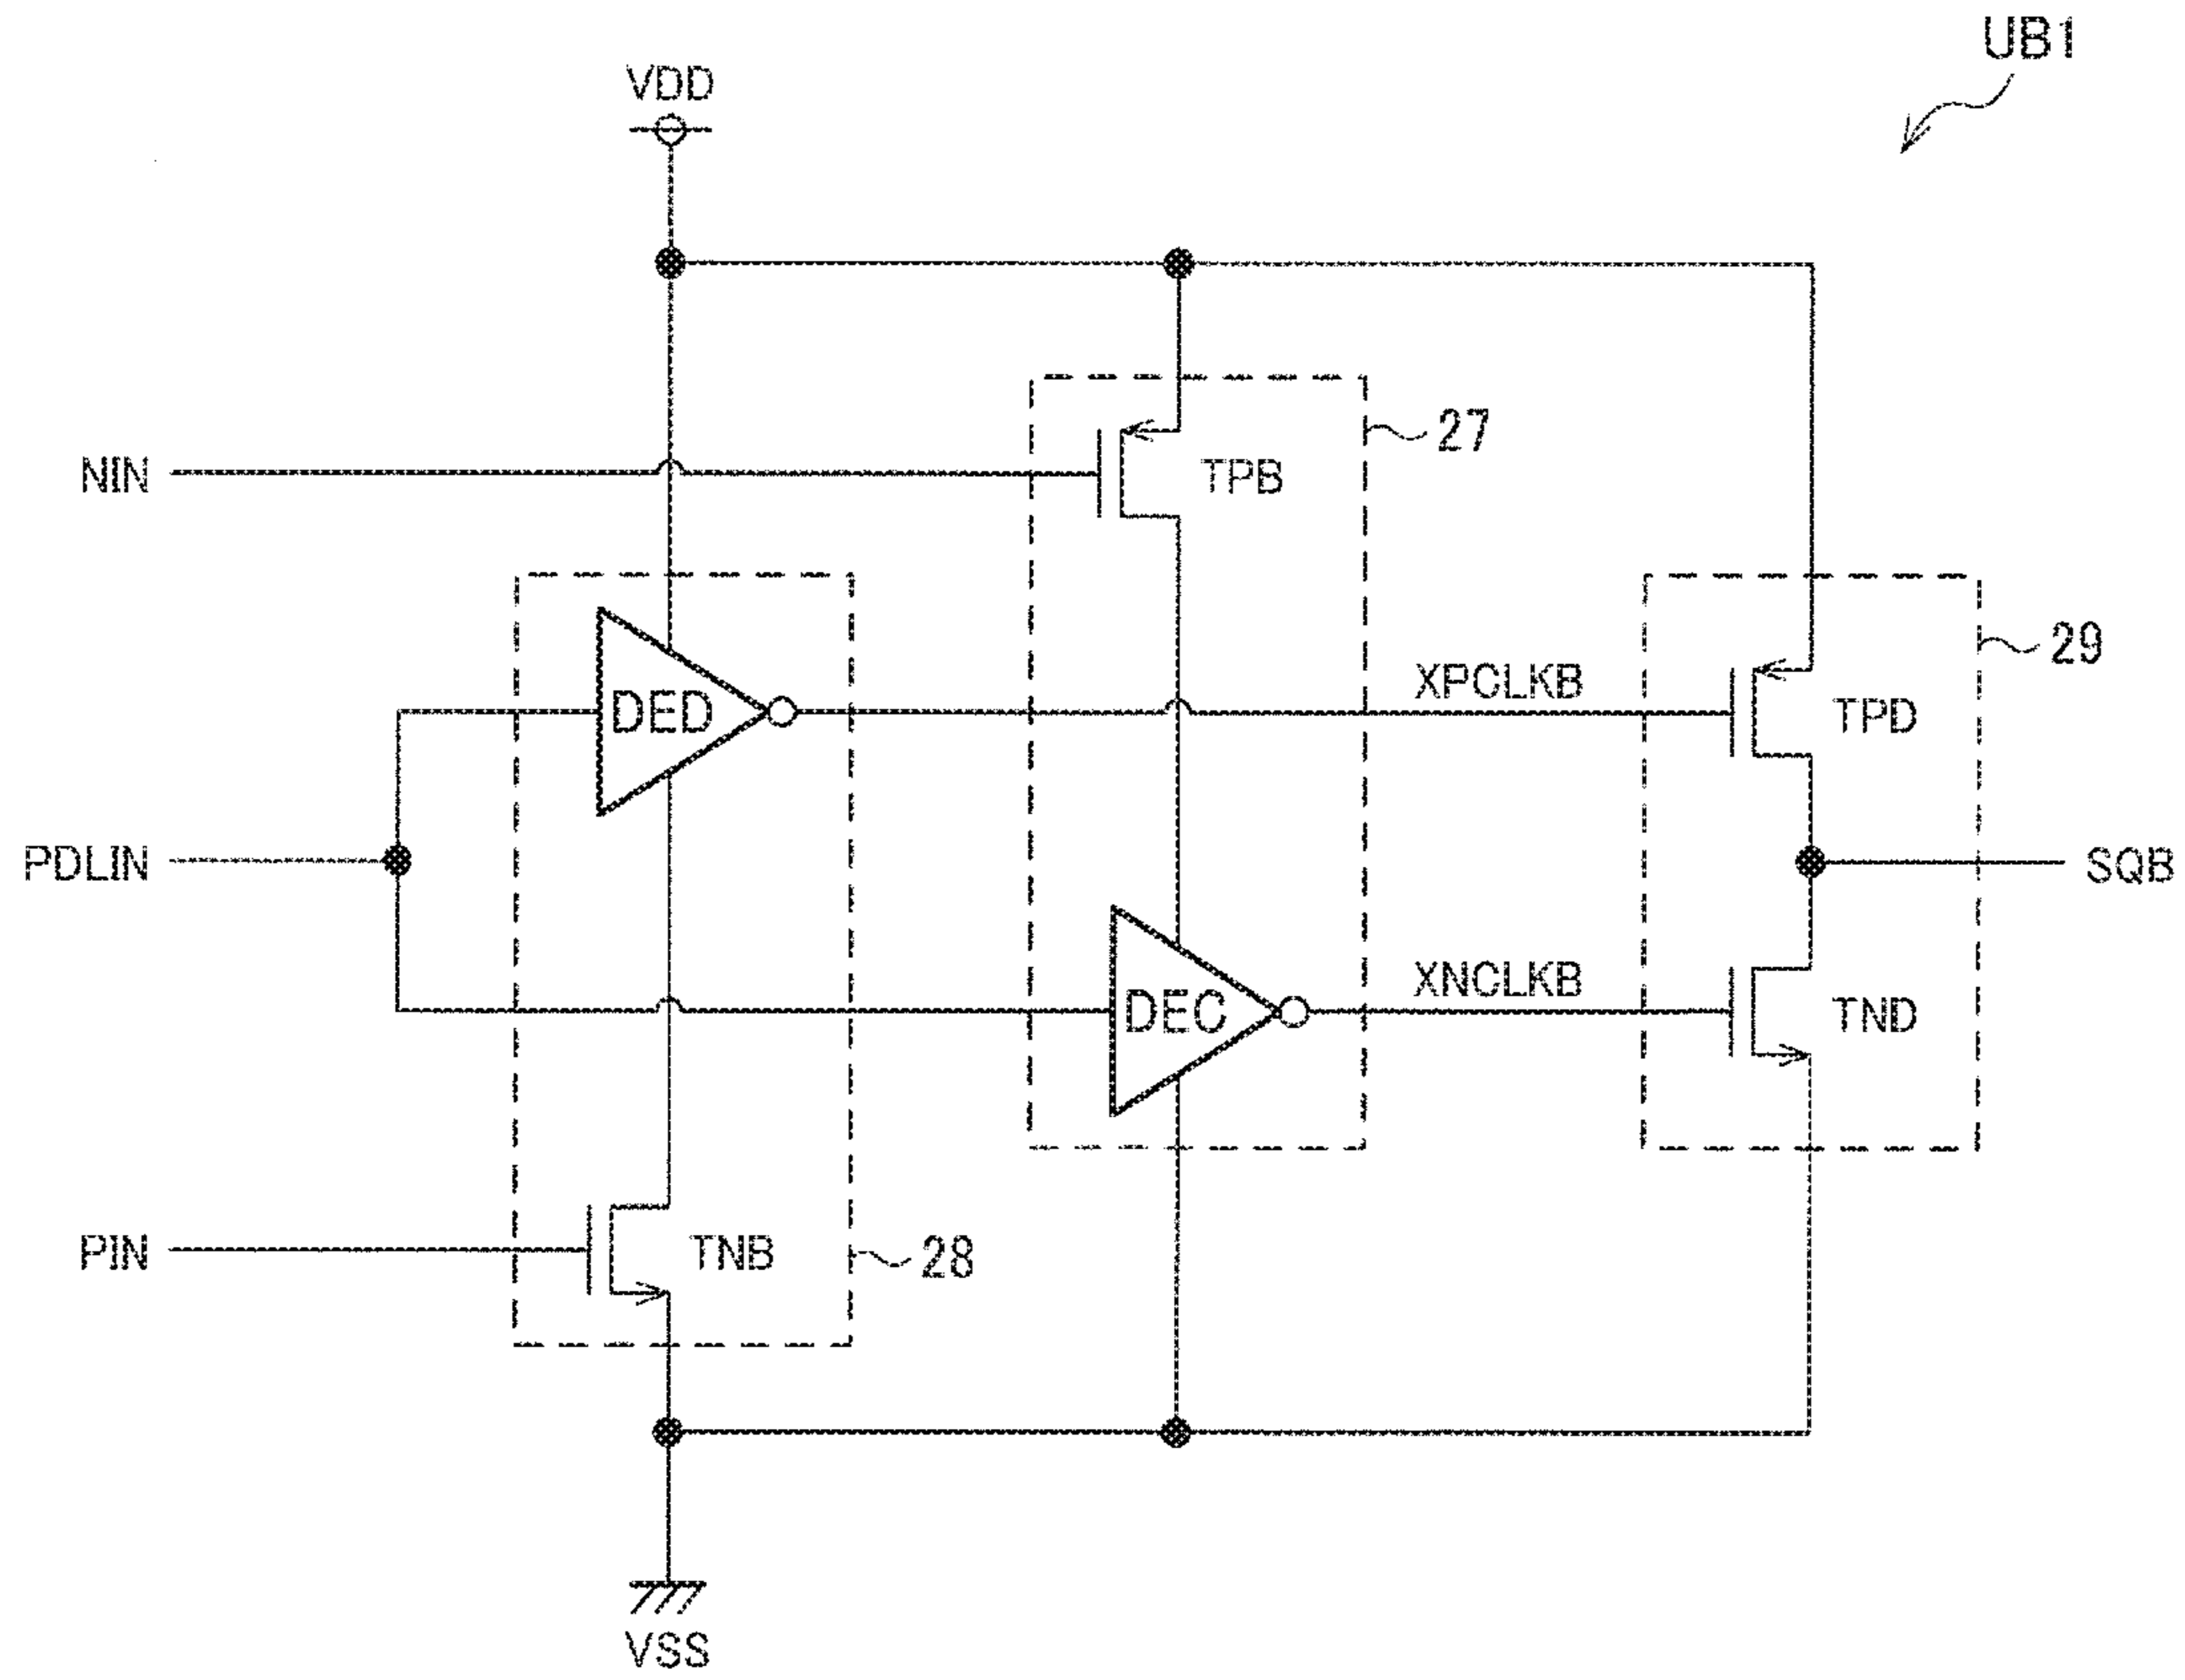 UB1
VDD
27
NIN
TPB
29
XPCLKB
DED
TPD
PDLIN
SQB
XNCLKB
DEC
TND
PIN
TNB
28
VSS